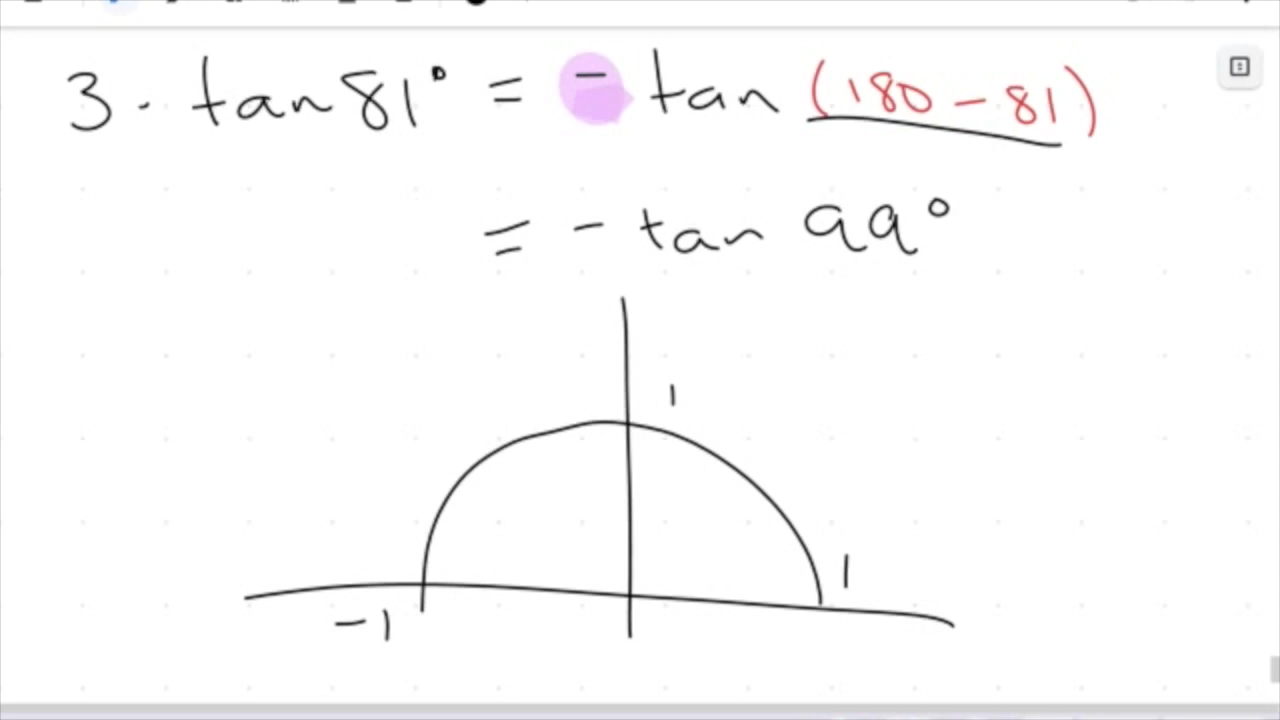 3. tan 81° = - tan (180 - 81)
= - tan 99°
1
1
-1